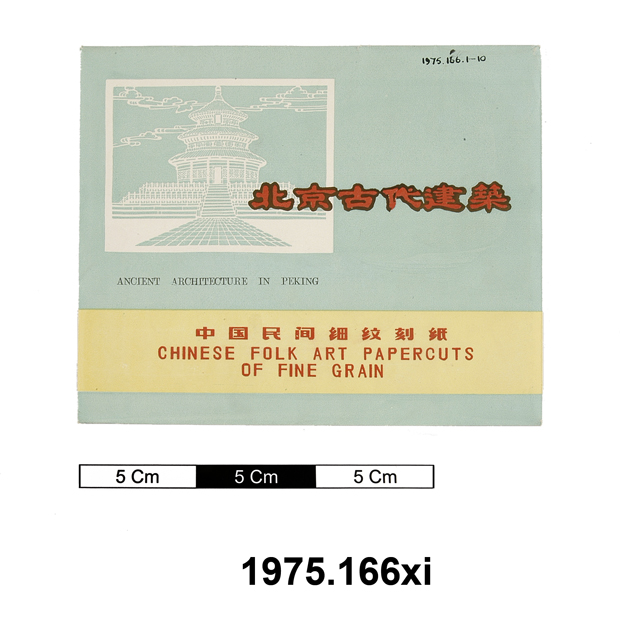 1975.166.1-10
北京古代建築
ANCIENT ARCHITECTURE IN PEKING
中国民间细纹刻纸
CHINESE FOLK ART PAPERCUTS
OF FINE GRAIN
5 Cm 5 Cm 5 Cm
1975.166xi